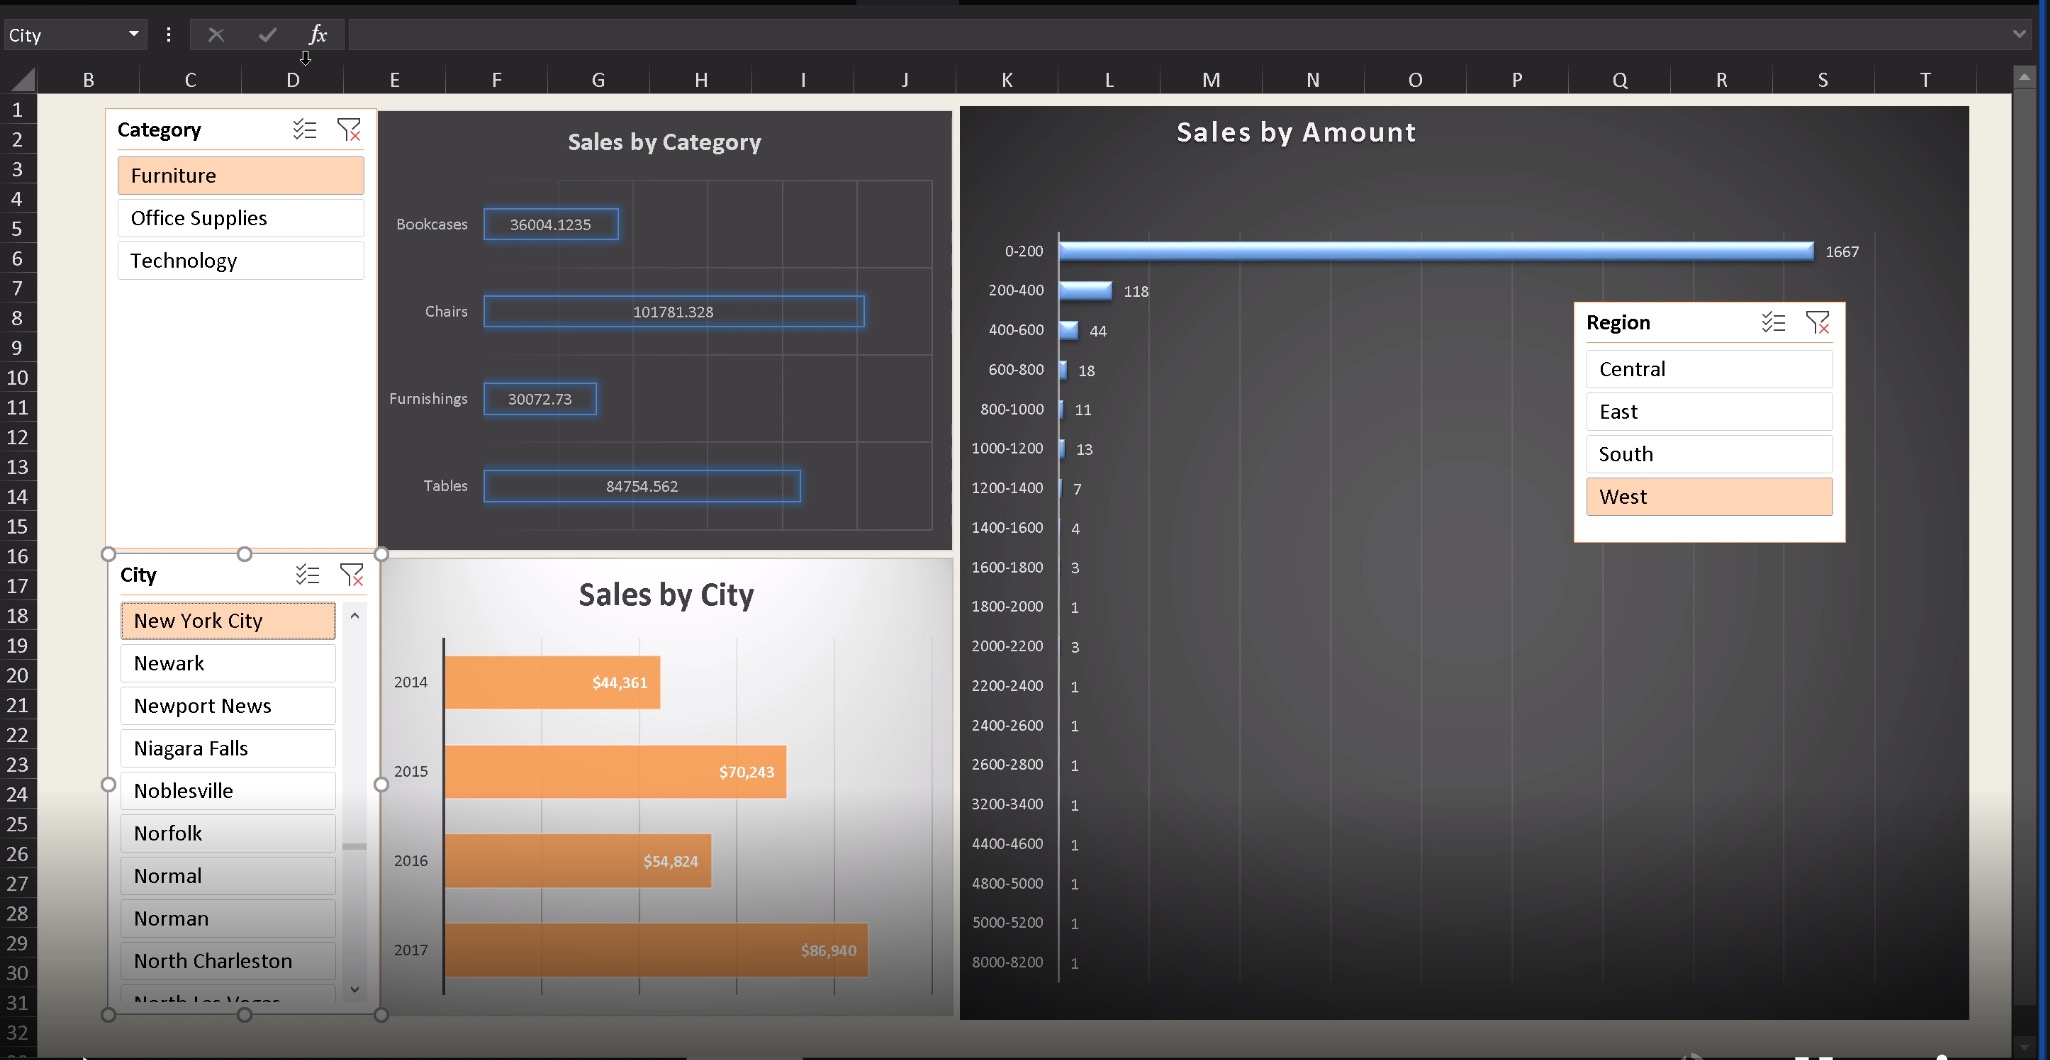 City
fx
B C D E F G H I J K L M N O P Q R S T
1
2
3
4
5
6
7
8
9
10
11
12
13
14
15
16
17
18
19
20
21
22
23
24
25
26
27
28
29
30
31
32
Category
Furniture
Office Supplies
Technology
Sales by Category
Bookcases 36004.1235
Chairs 101781.328
Furnishings 30072.73
Tables 84754.562
City
New York City
Newark
Newport News
Niagara Falls
Noblesville
Norfolk
Normal
Norman
North Charleston
North Las Vegas
Sales by City
2014 $44,361
2015 $70,243
2016 $54,824
2017 $86,940
Sales by Amount
0-200 1667
200-400 118
400-600 44
600-800 18
800-1000 11
1000-1200 13
1200-1400 7
1400-1600 4
1600-1800 3
1800-2000 1
2000-2200 3
2200-2400 1
2400-2600 1
2600-2800 1
3200-3400 1
4400-4600 1
4800-5000 1
5000-5200 1
8000-8200 1
Region
Central
East
South
West